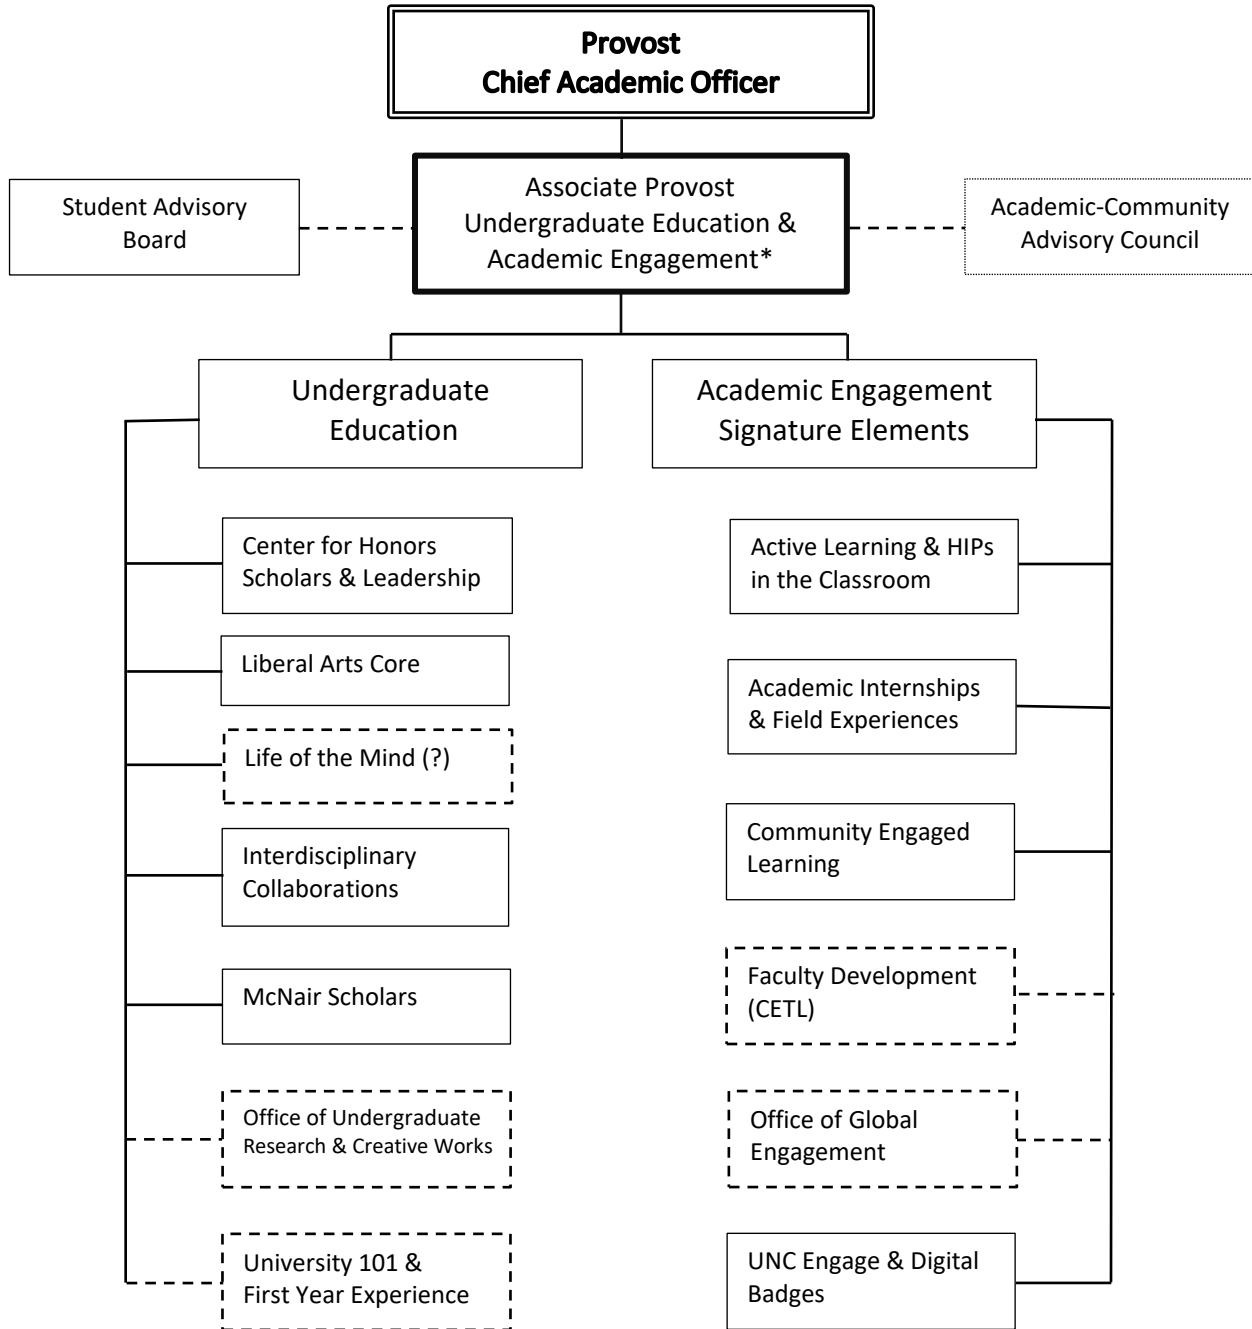 Provost
Chief Academic Officer
Student Advisory
Board
Associate Provost
Undergraduate Education &
Academic Engagement*
Academic-Community
Advisory Council
Undergraduate
Education
Academic Engagement
Signature Elements
Center for Honors
Scholars & Leadership
Liberal Arts Core
Life of the Mind (?)
Interdisciplinary
Collaborations
McNair Scholars
Office of Undergraduate
Research & Creative Works
University 101 &
First Year Experience
Active Learning & HIPs
in the Classroom
Academic Internships
& Field Experiences
Community Engaged
Learning
Faculty Development
(CETL)
Office of Global
Engagement
UNC Engage & Digital
Badges